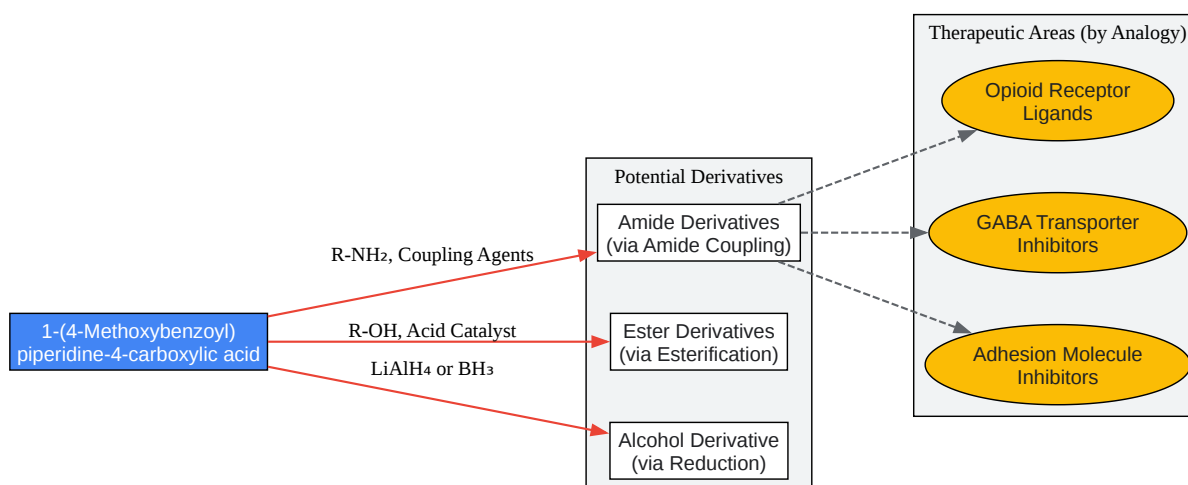 Therapeutic Areas (by Analogy)
Opioid Receptor
Ligands
Potential Derivatives
Amide Derivatives
(via Amide Coupling)
GABA Transporter
Inhibitors
R-NH₂, Coupling Agents
1-(4-Methoxybenzoyl)
piperidine-4-carboxylic acid
R-OH, Acid Catalyst
Ester Derivatives
(via Esterification)
Adhesion Molecule
Inhibitors
LiAlH₄ or BH₃
Alcohol Derivative
(via Reduction)